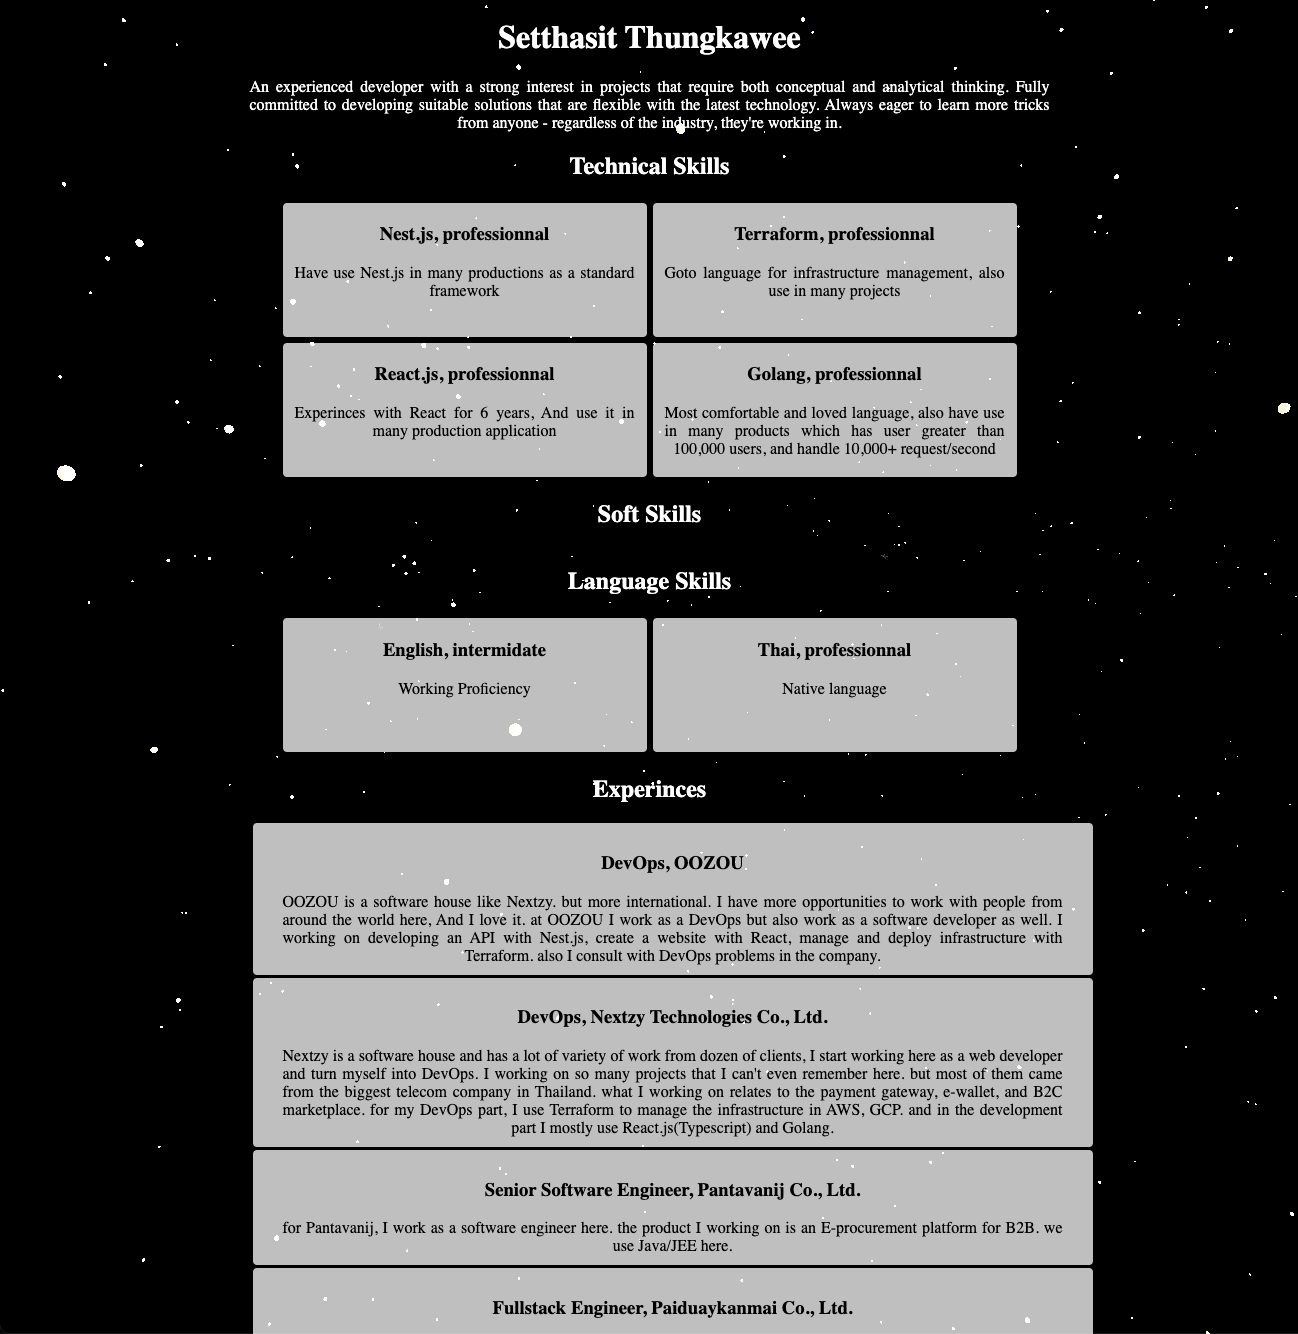 Setthasit Thungkawee
An experienced developer with a strong interest in projects that require both conceptual and analytical thinking. Fully
committed to developing suitable solutions that are flexible with the latest technology. Always eager to learn more tricks
from anyone - regardless of the industry, they're working in.
Technical Skills
Nest.js, professionnal
Have use Nest.js in many productions as a standard
framework
Terraform, professionnal
Goto language for infrastructure management, also
use in many projects
React.js, professionnal
Experinces with React for 6 years, And use it in
many production application
Golang, professionnal
Most comfortable and loved language, also have use
in many products which has user greater than
100,000 users, and handle 10,000+ request/second
Soft Skills
Language Skills
English, intermidate
Working Proficiency
Thai, professionnal
Native language
Experinces
DevOps, OOZOU
OOZOU is a software house like Nextzy. but more international. I have more opportunities to work with people from
around the world here, And I love it. at OOZOU I work as a DevOps but also work as a software developer as well. I
working on developing an API with Nest.js, create a website with React, manage and deploy infrastructure with
Terraform. also I consult with DevOps problems in the company.
DevOps, Nextzy Technologies Co., Ltd.
Nextzy is a software house and has a lot of variety of work from dozen of clients, I start working here as a web developer
and turn myself into DevOps. I working on so many projects that I can't even remember here. but most of them came
from the biggest telecom company in Thailand. what I working on relates to the payment gateway, e-wallet, and B2C
marketplace. for my DevOps part, I use Terraform to manage the infrastructure in AWS, GCP. and in the development
part I mostly use React.js(Typescript) and Golang.
Senior Software Engineer, Pantavanij Co., Ltd.
for Pantavanij, I work as a software engineer here. the product I working on is an E-procurement platform for B2B. we
use Java/JEE here.
Fullstack Engineer, Paiduaykanmai Co., Ltd.